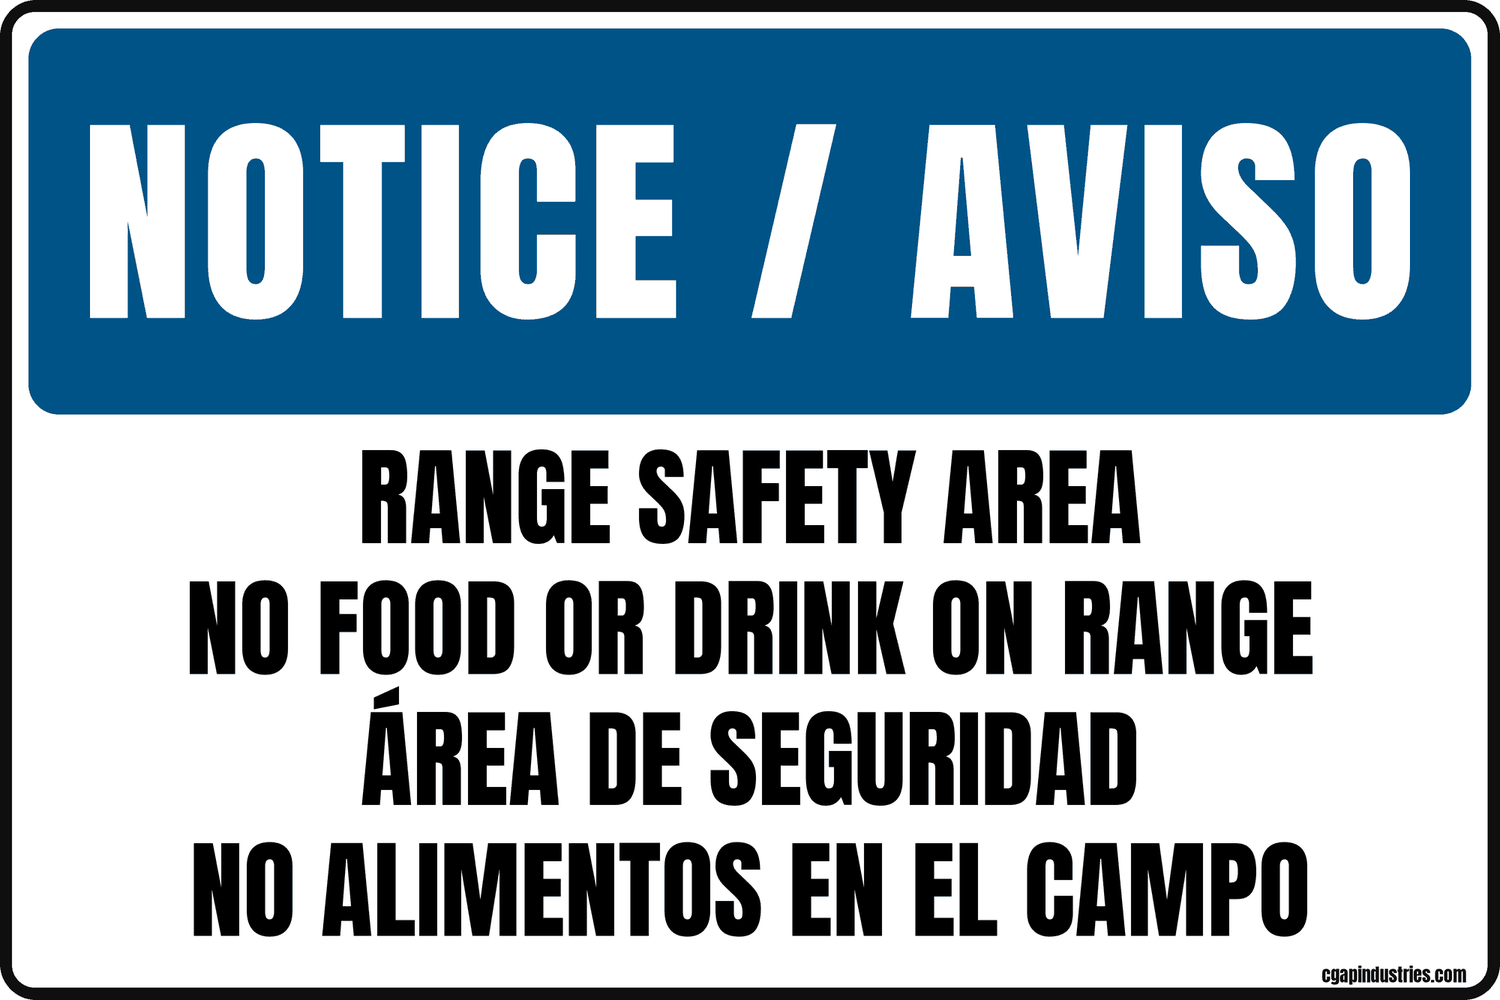 NOTICE / AVISO
RANGE SAFETY AREA
NO FOOD OR DRINK ON RANGE
ÁREA DE SEGURIDAD
NO ALIMENTOS EN EL CAMPO
cgapindustries.com